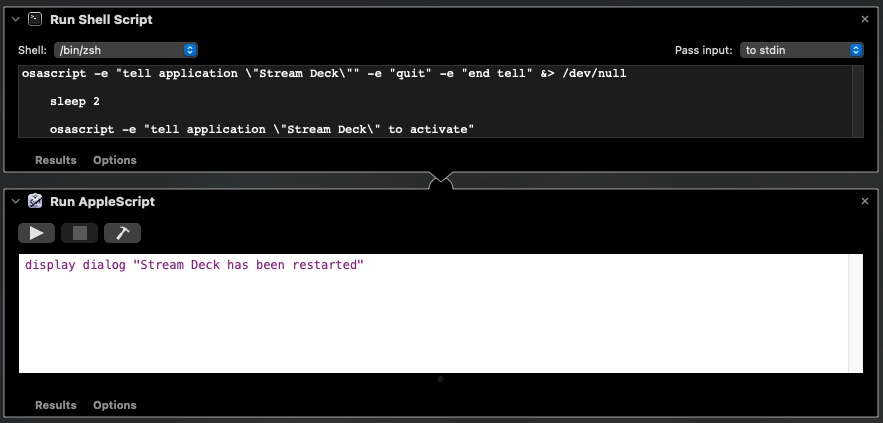 Run Shell Script
Shell: /bin/zsh Pass input: to stdin
osascript -e "tell application \"Stream Deck\"" -e "quit" -e "end tell" &> /dev/null
sleep 2
osascript -e "tell application \"Stream Deck\" to activate"
Results Options
Run AppleScript
display dialog "Stream Deck has been restarted"
Results Options